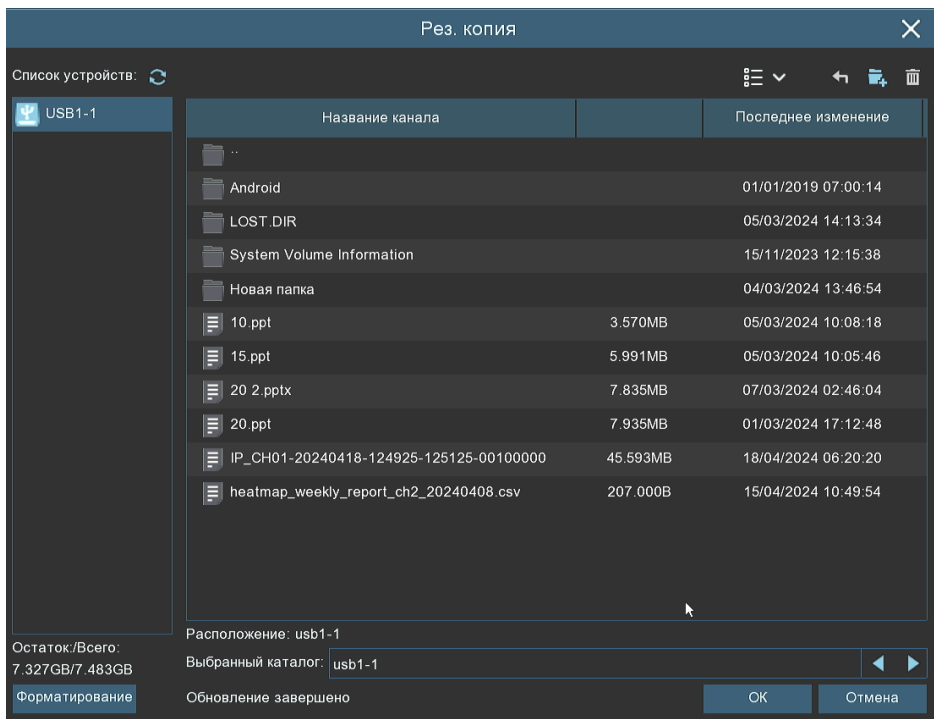 Рез. копия
Список устройств:
USB1-1
Название канала
Последнее изменение
..
Android 01/01/2019 07:00:14
LOST.DIR 05/03/2024 14:13:34
System Volume Information 15/11/2023 12:15:38
Новая папка 04/03/2024 13:46:54
10.ppt 3.570MB 05/03/2024 10:08:18
15.ppt 5.991MB 05/03/2024 10:05:46
20 2.pptx 7.835MB 07/03/2024 02:46:04
20.ppt 7.935MB 01/03/2024 17:12:48
IP_CH01-20240418-124925-125125-00100000 45.593MB 18/04/2024 06:20:20
heatmap_weekly_report_ch2_20240408.csv 207.000B 15/04/2024 10:49:54
Расположение: usb1-1
Остаток:/Всего:
7.327GB/7.483GB
Выбранный каталог: usb1-1
Форматирование
Обновление завершено
ОК
Отмена